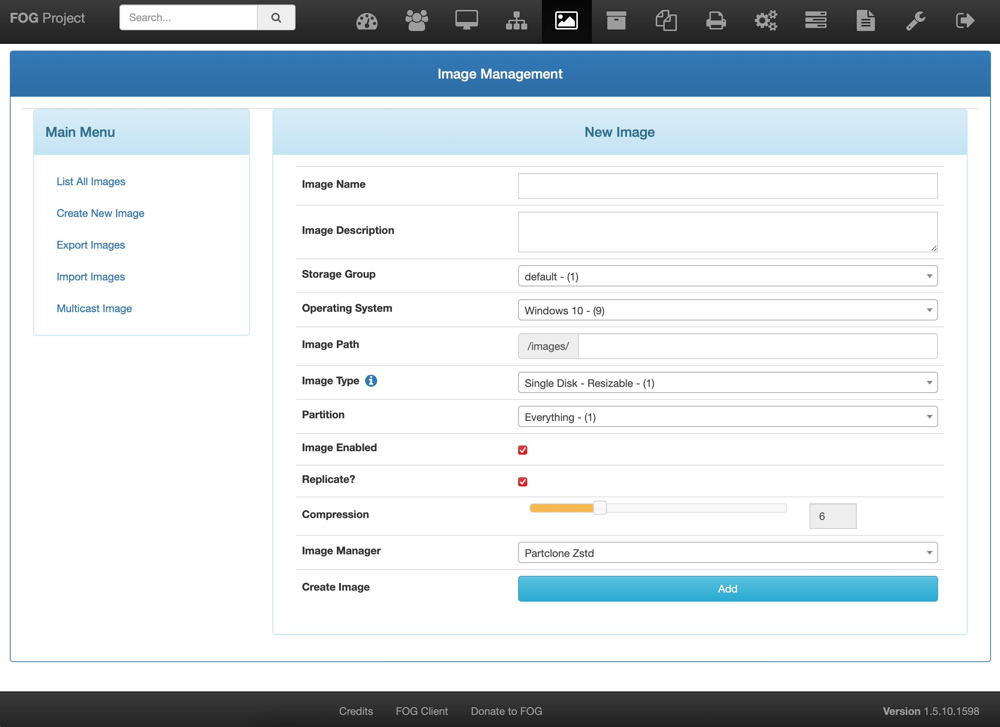 FOG Project
Search...
Image Management
Main Menu
List All Images
Create New Image
Export Images
Import Images
Multicast Image
New Image
Image Name
Image Description
Storage Group
default - (1)
Operating System
Windows 10 - (9)
Image Path
/images/
Image Type
Single Disk - Resizable - (1)
Partition
Everything - (1)
Image Enabled
Replicate?
Compression
6
Image Manager
Partclone Zstd
Create Image
Add
Credits FOG Client Donate to FOG Version 1.5.10.1598